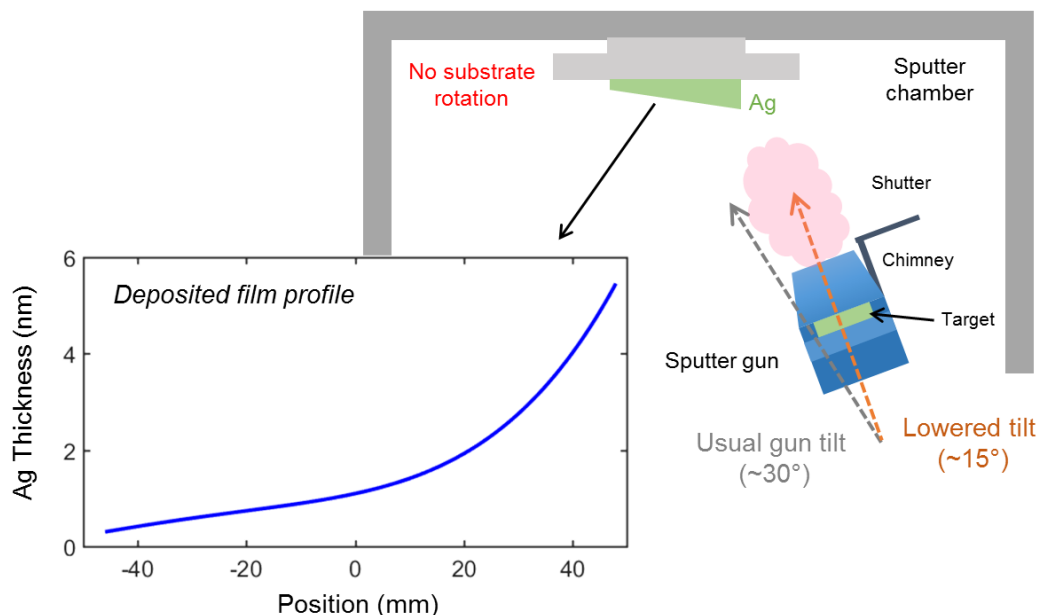 No substrate
rotation
Ag
Sputter
chamber
Shutter
Chimney
Target
Sputter gun
Usual gun tilt
(~30°)
Lowered tilt
(~15°)
Deposited film profile
Ag Thickness (nm)
6
4
2
0
-40
-20
0
20
40
Position (mm)